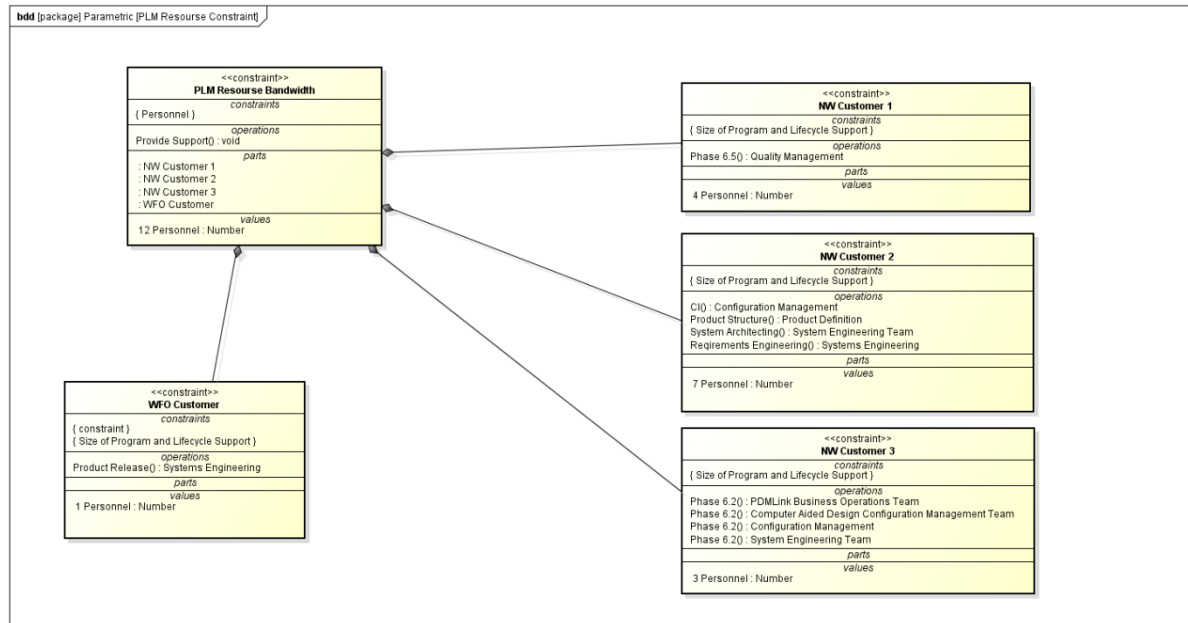 bdd [package] Parametric [PLM Resourse Constraint]
<<constraint>>
PLM Resourse Bandwidth
constraints
{ Personnel }
operations
Provide Support() : void
parts
: NW Customer 1
: NW Customer 2
: NW Customer 3
: WFO Customer
values
12 Personnel : Number
<<constraint>>
NW Customer 1
constraints
{ Size of Program and Lifecycle Support }
operations
Phase 6.5() : Quality Management
parts
values
4 Personnel : Number
<<constraint>>
NW Customer 2
constraints
{ Size of Program and Lifecycle Support }
operations
CI() : Configuration Management
Product Structure() : Product Definition
System Architecting() : System Engineering Team
Reqirements Engineering() : Systems Engineering
parts
values
7 Personnel : Number
<<constraint>>
WFO Customer
constraints
{ constraint }
{ Size of Program and Lifecycle Support }
operations
Product Release() : Systems Engineering
parts
values
1 Personnel : Number
<<constraint>>
NW Customer 3
constraints
{ Size of Program and Lifecycle Support }
operations
Phase 6.2() : PDMLink Business Operations Team
Phase 6.2() : Computer Aided Design Configuration Management Team
Phase 6.2() : Configuration Management
Phase 6.2() : System Engineering Team
parts
values
3 Personnel : Number